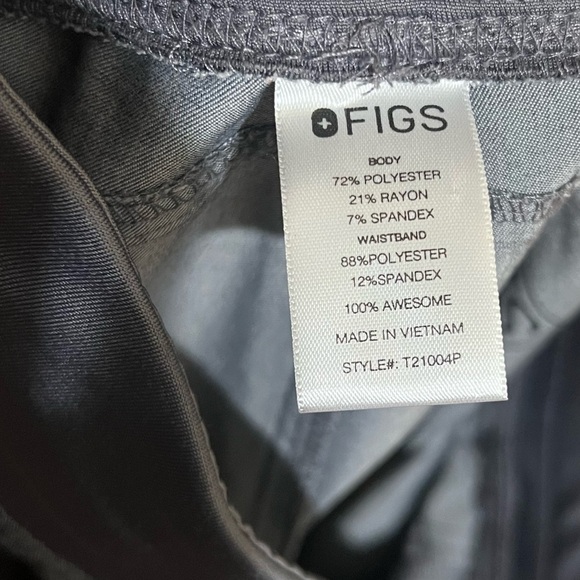 FIGS
BODY
72% POLYESTER
21% RAYON
7% SPANDEX
WAISTBAND
88%POLYESTER
12%SPANDEX
100% AWESOME
MADE IN VIETNAM
STYLE#: T21004P